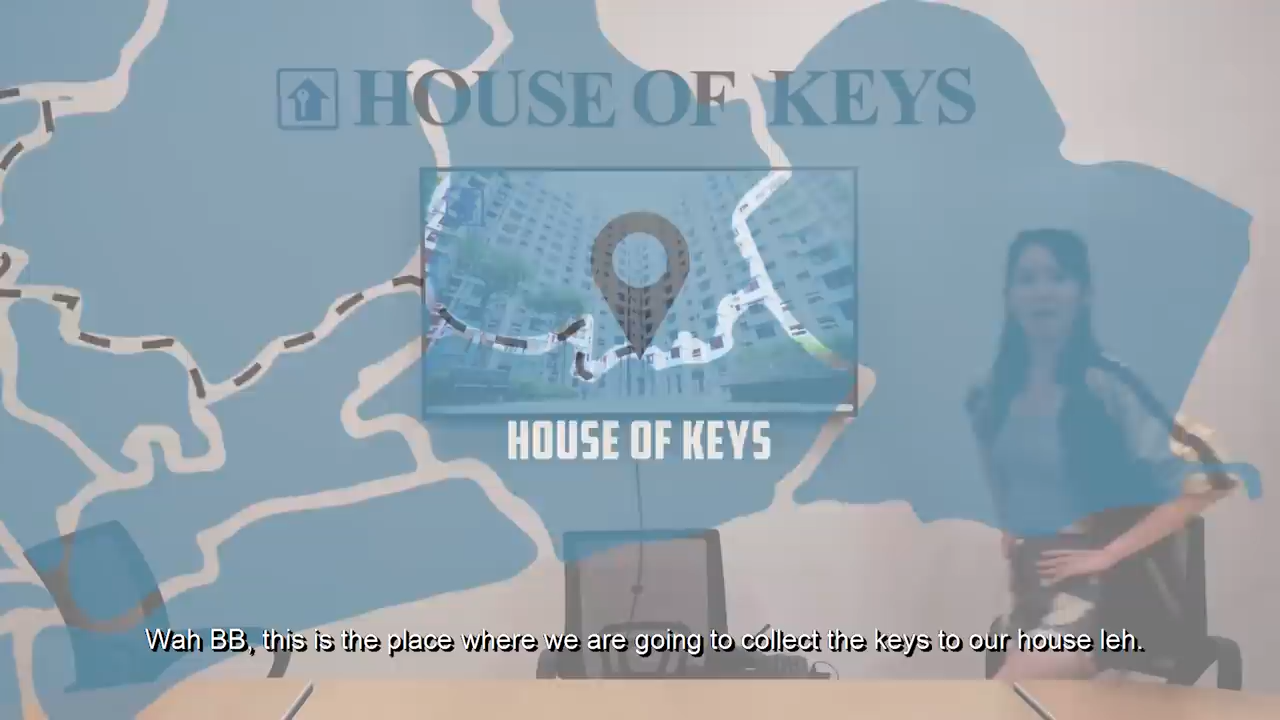 HOUSE OF KEYS
HOUSE OF KEYS
Wah BB, this is the place where we are going to collect the keys to our house leh.